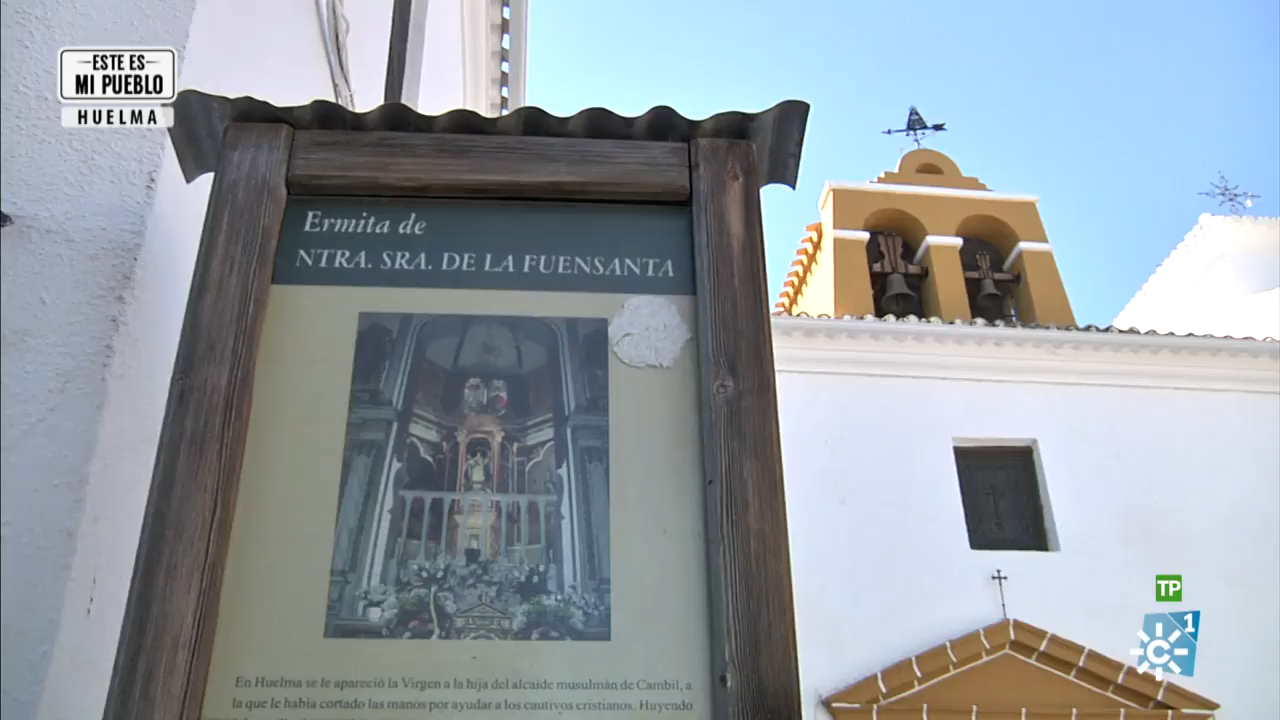 ESTE ES
MI PUEBLO
HUELMA
Ermita de
NTRA. SRA. DE LA FUENSANTA
En Huelma se le apareció la Virgen a la hija del alcaide musulmán de Cambil, a
la que le había cortado las manos por ayudar a los cautivos cristianos. Huyendo
TP
1